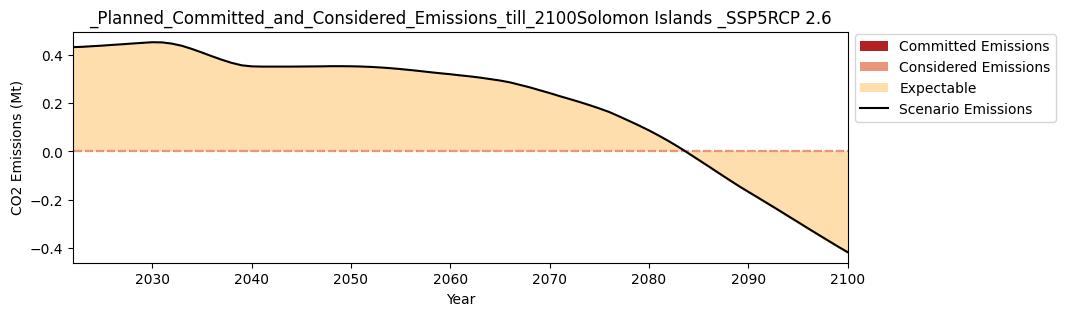 _Planned_Committed_and_Considered_Emissions_till_2100Solomon Islands _SSP5RCP 2.6
Committed Emissions
Considered Emissions
Expectable
Scenario Emissions
CO2 Emissions (Mt)
0.4
0.2
0.0
−0.2
−0.4
2030 2040 2050 2060 2070 2080 2090 2100
Year